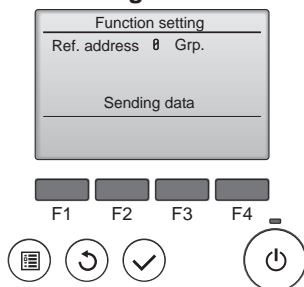 Function setting
Ref. address 0 Grp.
Sending data
F1 F2 F3 F4